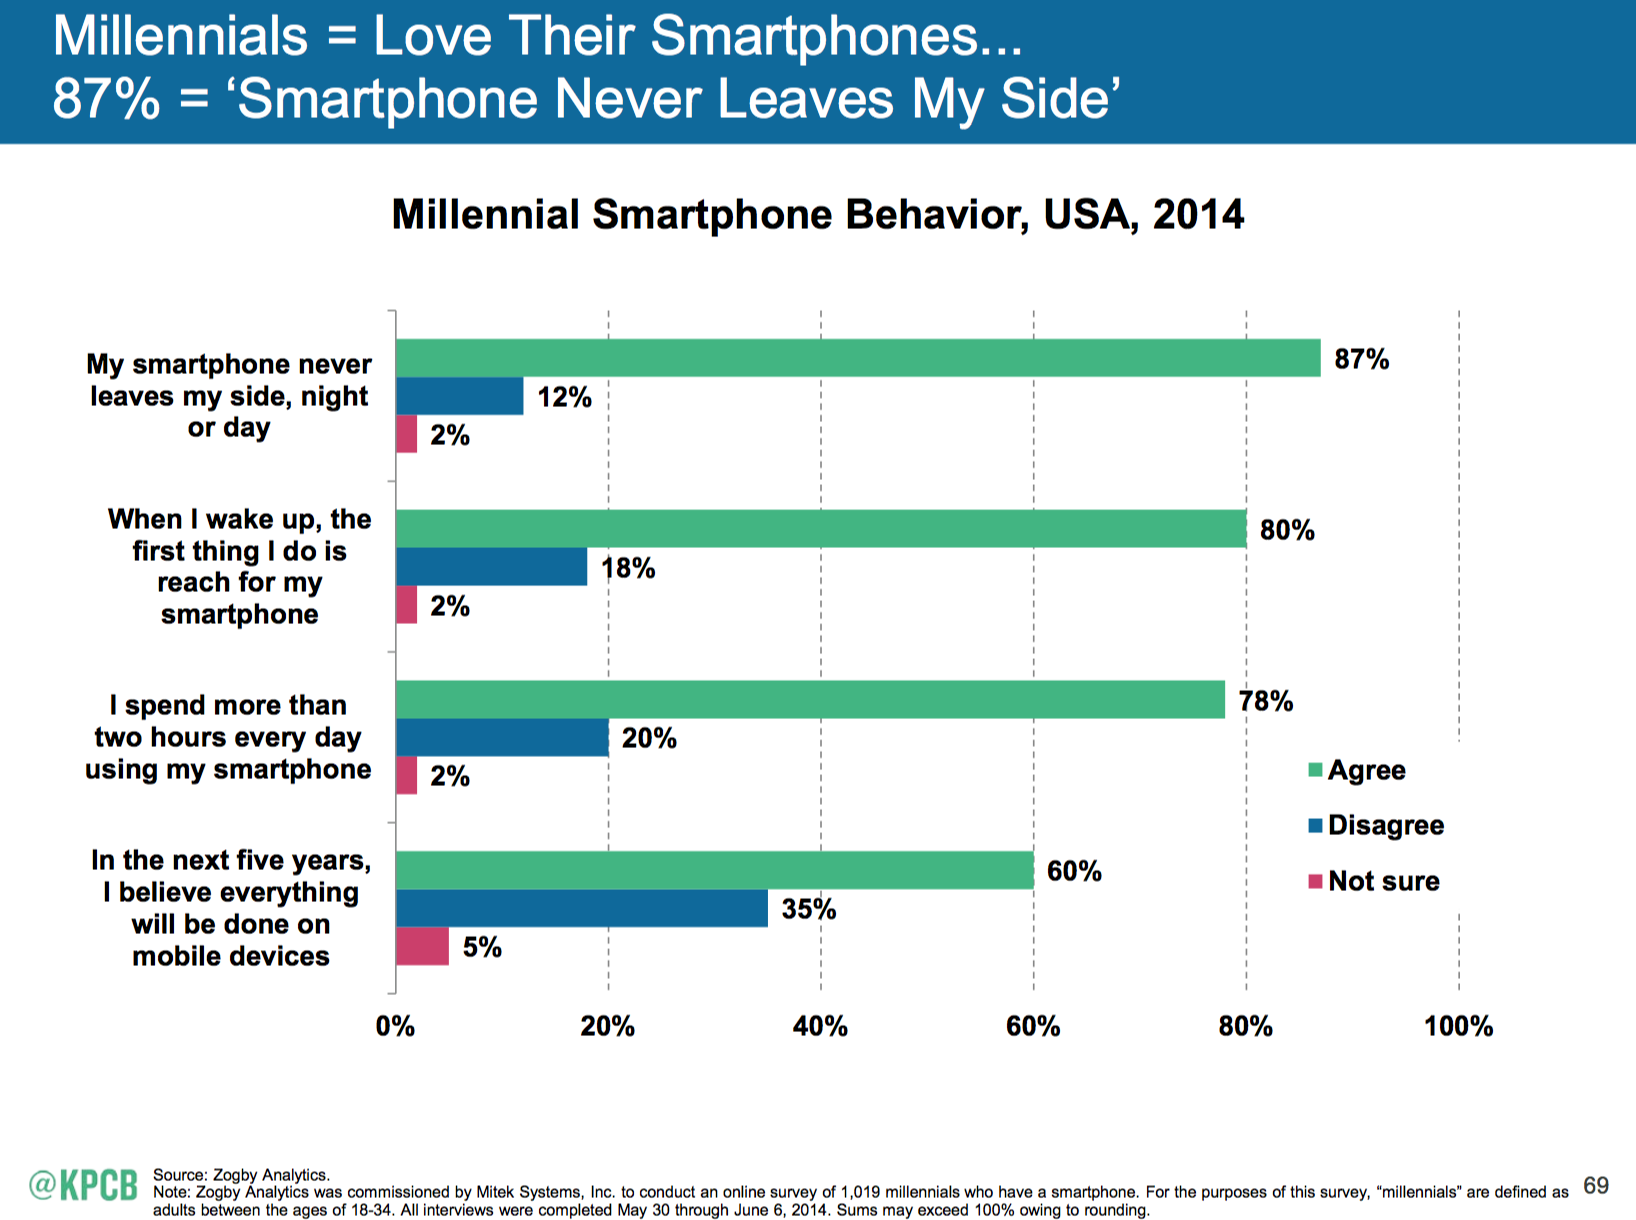 Millennials = Love Their Smartphones...
87% = ‘Smartphone Never Leaves My Side’
Millennial Smartphone Behavior, USA, 2014
My smartphone never
leaves my side, night
or day
87%
12%
2%
When I wake up, the
first thing I do is
reach for my
smartphone
80%
18%
2%
I spend more than
two hours every day
using my smartphone
78%
20%
2%
In the next five years,
I believe everything
will be done on
mobile devices
60%
35%
5%
Agree
Disagree
Not sure
0% 20% 40% 60% 80% 100%
@KPCB
Source: Zogby Analytics.
Note: Zogby Analytics was commissioned by Mitek Systems, Inc. to conduct an online survey of 1,019 millennials who have a smartphone. For the purposes of this survey, “millennials” are defined as
adults between the ages of 18-34. All interviews were completed May 30 through June 6, 2014. Sums may exceed 100% owing to rounding.
69